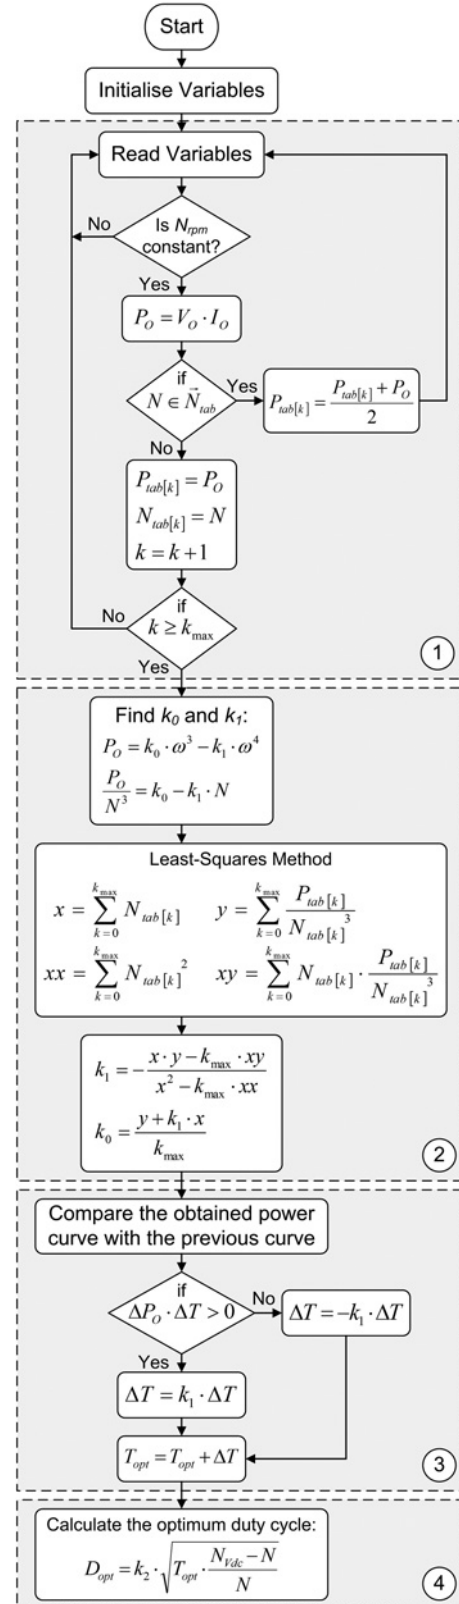 Start
Initialise Variables
Read Variables
No
Is N_rpm
constant?
Yes
P_O = V_O · I_O
if
N ∈ N⃗_tab
Yes
P_tab[k] = (P_tab[k] + P_O) / 2
No
P_tab[k] = P_O
N_tab[k] = N
k = k + 1
No
if
k ≥ k_max
Yes
1
Find k_0 and k_1:
P_O = k_0 · ω^3 − k_1 · ω^4
P_O / N^3 = k_0 − k_1 · N
Least-Squares Method
x = ∑_{k=0}^{k_max} N_tab[k] y = ∑_{k=0}^{k_max} P_tab[k] / N_tab[k]^3
xx = ∑_{k=0}^{k_max} N_tab[k]^2 xy = ∑_{k=0}^{k_max} N_tab[k] · P_tab[k] / N_tab[k]^3
k_1 = − (x · y − k_max · xy) / (x^2 − k_max · xx)
k_0 = (y + k_1 · x) / k_max
2
Compare the obtained power
curve with the previous curve
if
ΔP_O · ΔT > 0
No
ΔT = −k_1 · ΔT
Yes
ΔT = k_1 · ΔT
T_opt = T_opt + ΔT
3
Calculate the optimum duty cycle:
D_opt = k_2 · √(T_opt · (N_Vdc − N) / N)
4